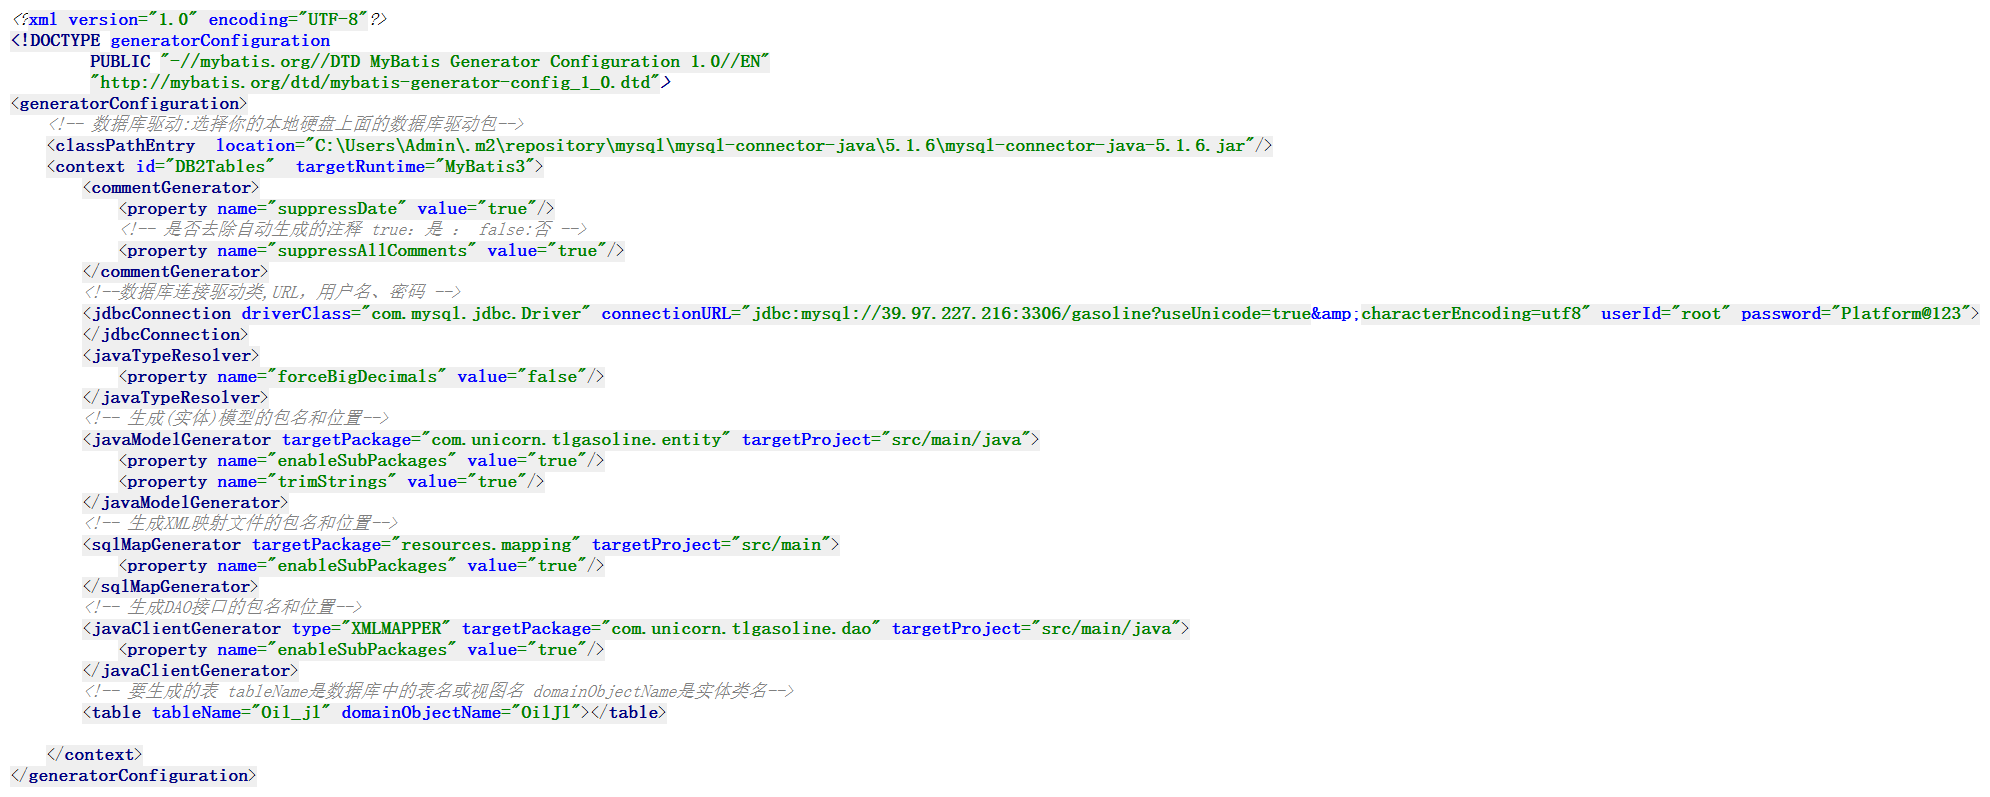 <?xml version="1.0" encoding="UTF-8"?>
<!DOCTYPE generatorConfiguration
        PUBLIC "-//mybatis.org//DTD MyBatis Generator Configuration 1.0//EN"
        "http://mybatis.org/dtd/mybatis-generator-config_1_0.dtd">
<generatorConfiguration>
    <!-- 数据库驱动:选择你的本地硬盘上面的数据库驱动包-->
    <classPathEntry  location="C:\Users\Admin\.m2\repository\mysql\mysql-connector-java\5.1.6\mysql-connector-java-5.1.6.jar"/>
    <context id="DB2Tables"  targetRuntime="MyBatis3">
        <commentGenerator>
            <property name="suppressDate" value="true"/>
            <!-- 是否去除自动生成的注释 true：是 ： false:否 -->
            <property name="suppressAllComments" value="true"/>
        </commentGenerator>
        <!--数据库连接驱动类,URL，用户名、密码 -->
        <jdbcConnection driverClass="com.mysql.jdbc.Driver" connectionURL="jdbc:mysql://39.97.227.216:3306/gasoline?useUnicode=true&amp;characterEncoding=utf8" userId="root" password="Platform@123">
        </jdbcConnection>
        <javaTypeResolver>
            <property name="forceBigDecimals" value="false"/>
        </javaTypeResolver>
        <!-- 生成(实体)模型的包名和位置-->
        <javaModelGenerator targetPackage="com.unicorn.tlgasoline.entity" targetProject="src/main/java">
            <property name="enableSubPackages" value="true"/>
            <property name="trimStrings" value="true"/>
        </javaModelGenerator>
        <!-- 生成XML映射文件的包名和位置-->
        <sqlMapGenerator targetPackage="resources.mapping" targetProject="src/main">
            <property name="enableSubPackages" value="true"/>
        </sqlMapGenerator>
        <!-- 生成DAO接口的包名和位置-->
        <javaClientGenerator type="XMLMAPPER" targetPackage="com.unicorn.tlgasoline.dao" targetProject="src/main/java">
            <property name="enableSubPackages" value="true"/>
        </javaClientGenerator>
        <!-- 要生成的表 tableName是数据库中的表名或视图名 domainObjectName是实体类名-->
        <table tableName="Oil_jl" domainObjectName="OilJl"></table>

    </context>
</generatorConfiguration>